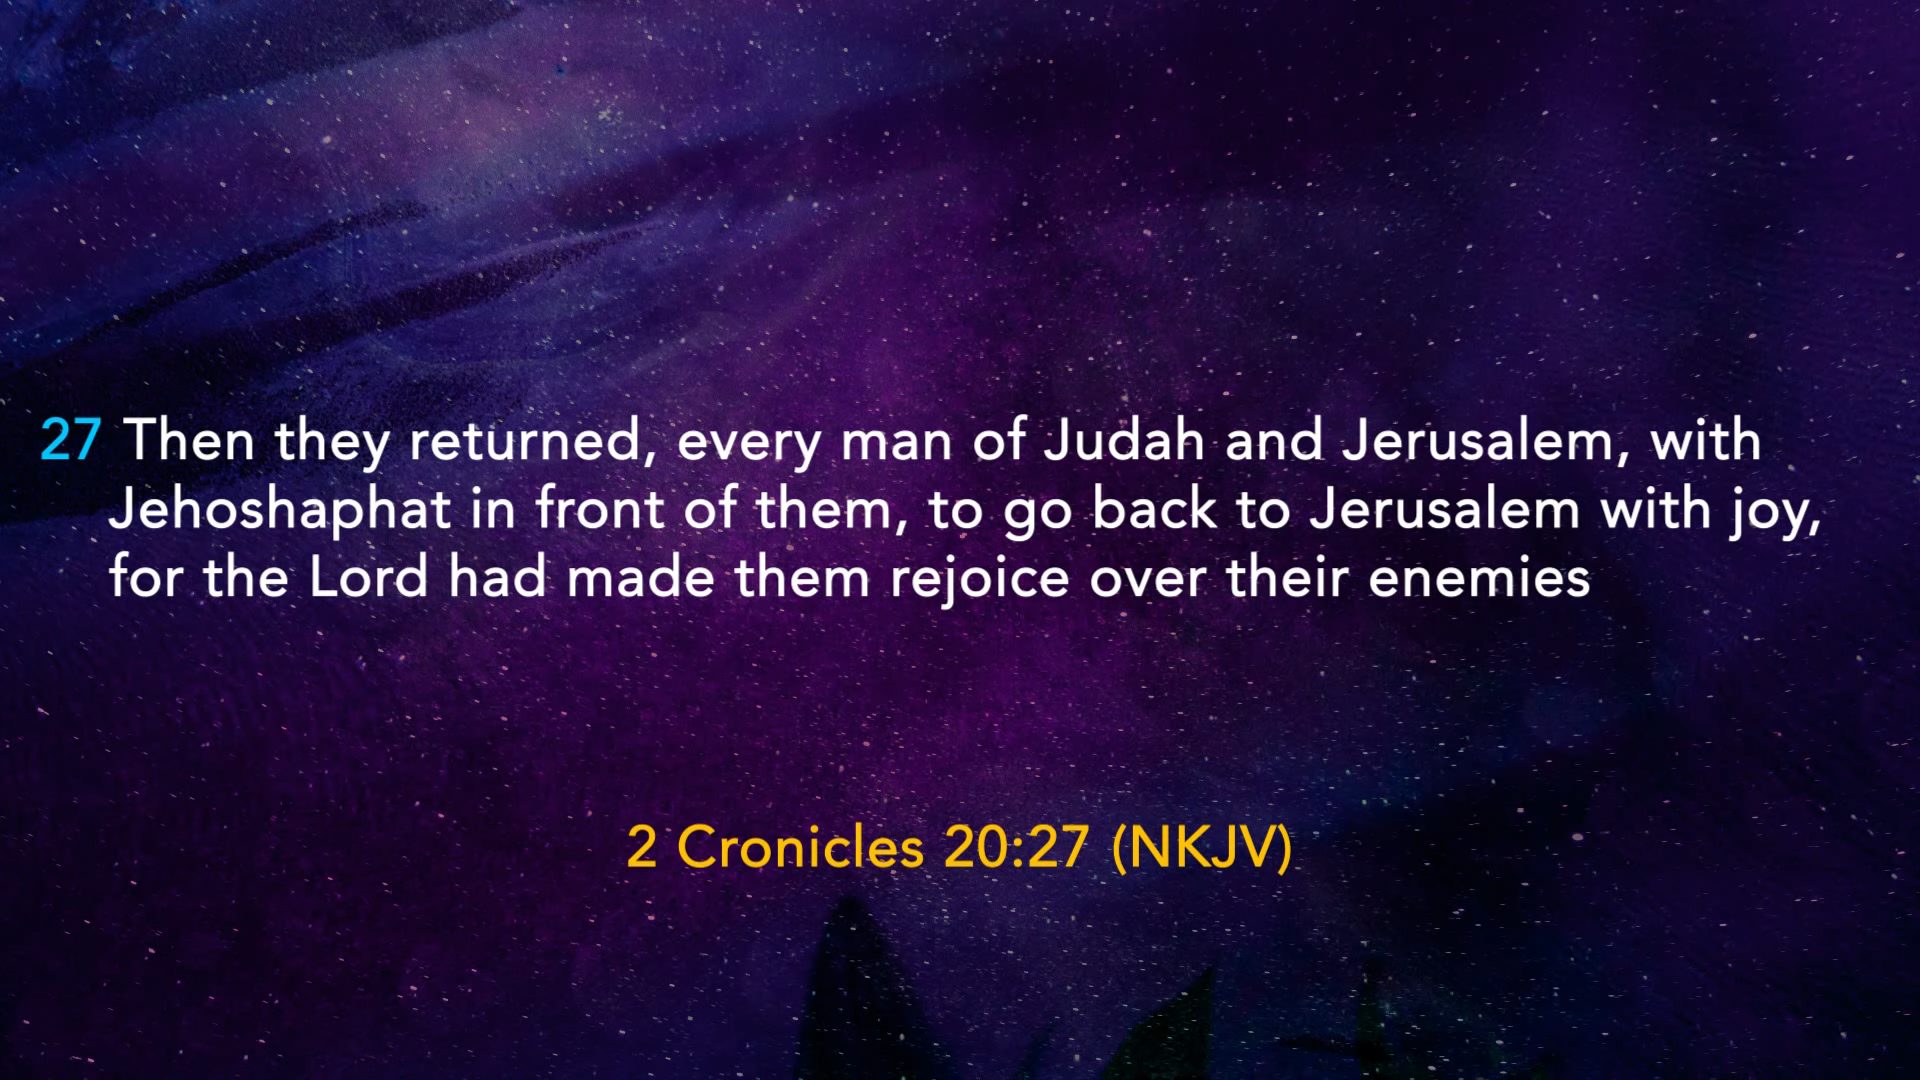 27 Then they returned, every man of Judah and Jerusalem, with
Jehoshaphat in front of them, to go back to Jerusalem with joy,
for the Lord had made them rejoice over their enemies
2 Cronicles 20:27 (NKJV)